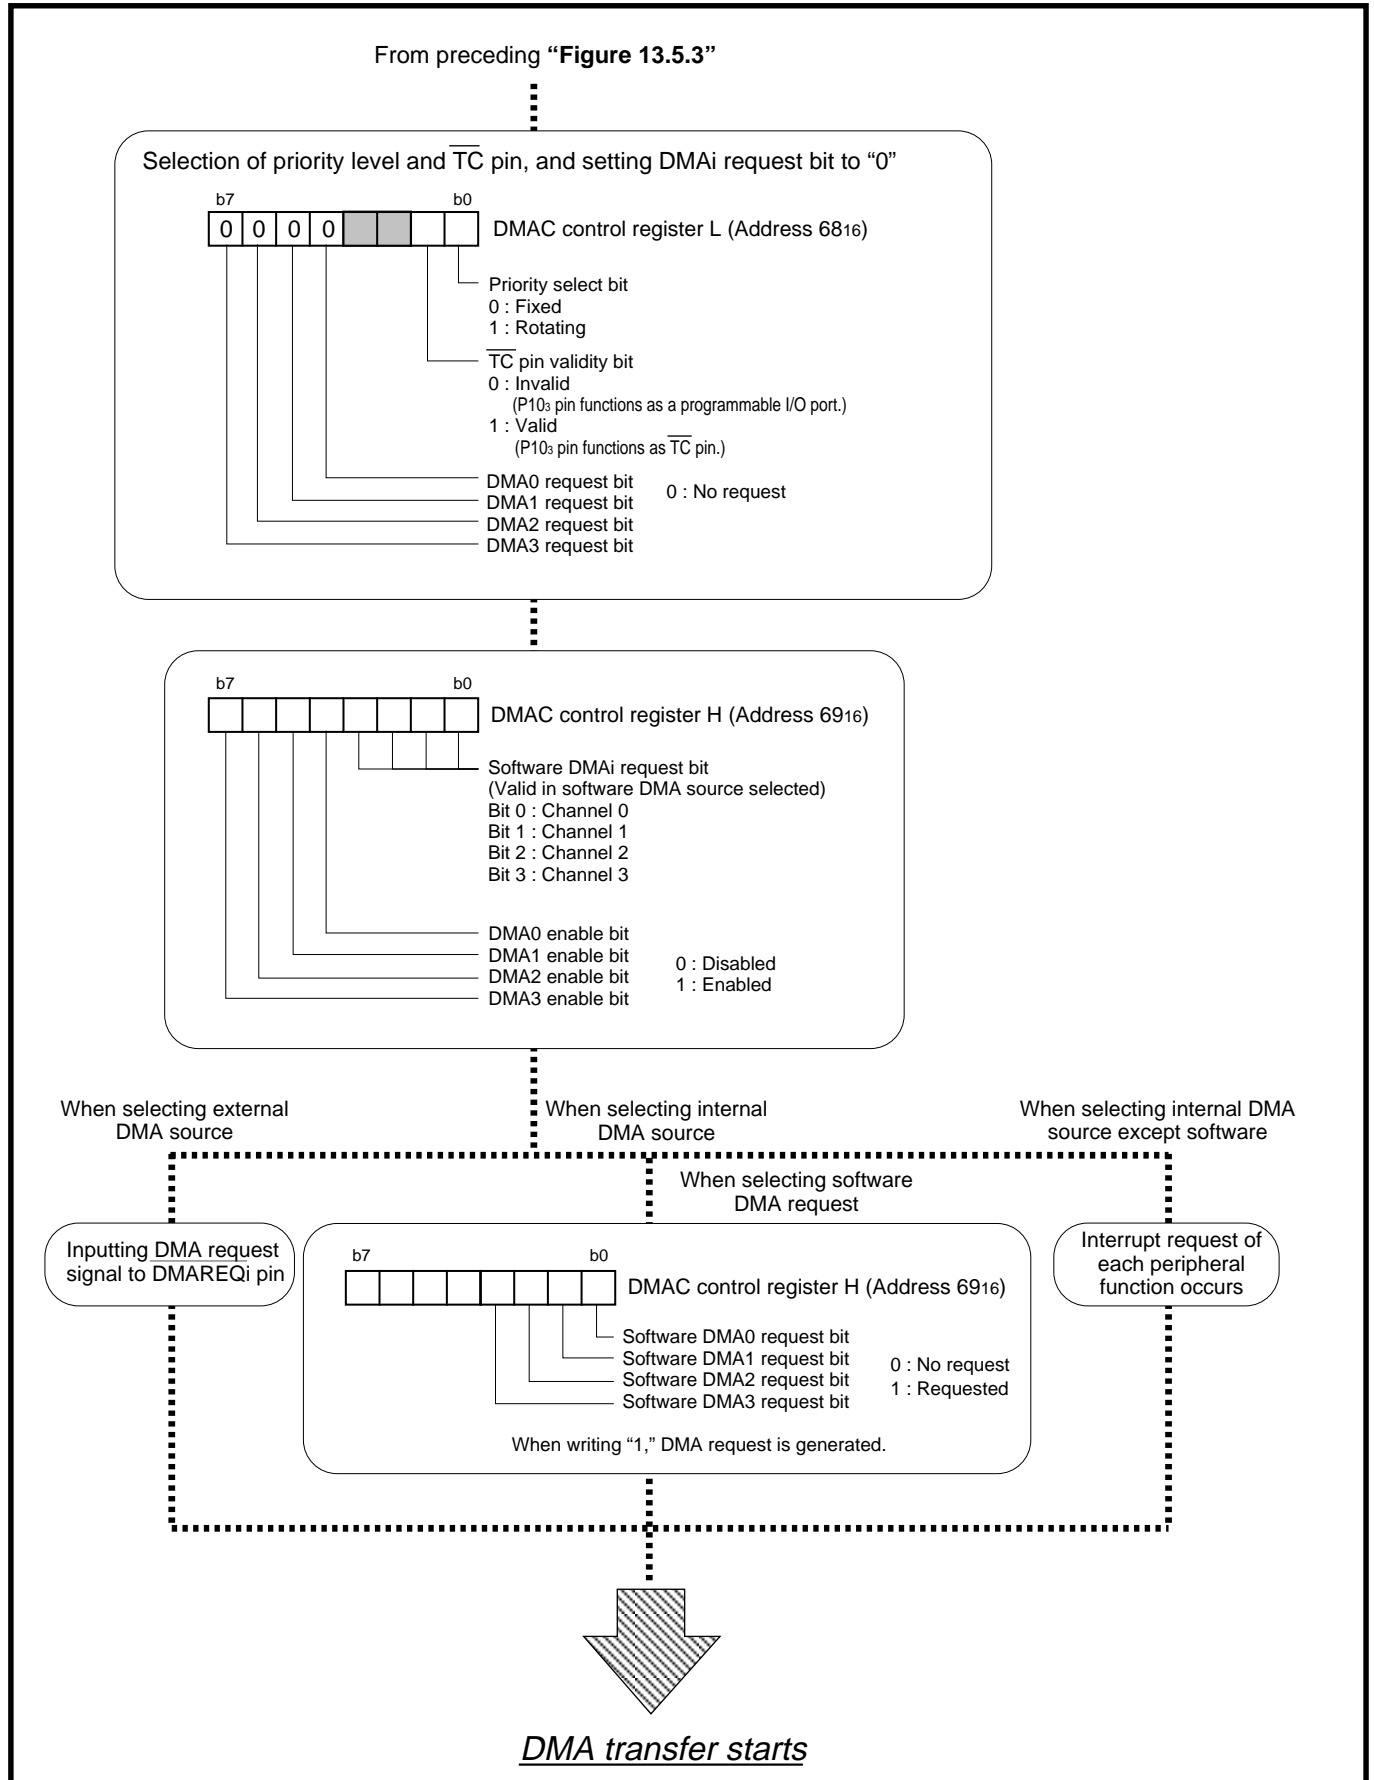 From preceding “Figure 13.5.3”
Selection of priority level and TC pin, and setting DMAi request bit to “0”
b7 b0
0 0 0 0 DMAC control register L (Address 6816)
Priority select bit
0 : Fixed
1 : Rotating
TC pin validity bit
0 : Invalid
(P103 pin functions as a programmable I/O port.)
1 : Valid
(P103 pin functions as TC pin.)
DMA0 request bit
DMA1 request bit
DMA2 request bit
DMA3 request bit
0 : No request
b7 b0
DMAC control register H (Address 6916)
Software DMAi request bit
(Valid in software DMA source selected)
Bit 0 : Channel 0
Bit 1 : Channel 1
Bit 2 : Channel 2
Bit 3 : Channel 3
DMA0 enable bit
DMA1 enable bit
DMA2 enable bit
DMA3 enable bit
0 : Disabled
1 : Enabled
When selecting external
DMA source
When selecting internal
DMA source
When selecting internal DMA
source except software
When selecting software
DMA request
Inputting DMA request
signal to DMAREQi pin
b7 b0
DMAC control register H (Address 6916)
Software DMA0 request bit
Software DMA1 request bit
Software DMA2 request bit
Software DMA3 request bit
0 : No request
1 : Requested
When writing “1,” DMA request is generated.
Interrupt request of
each peripheral
function occurs
DMA transfer starts